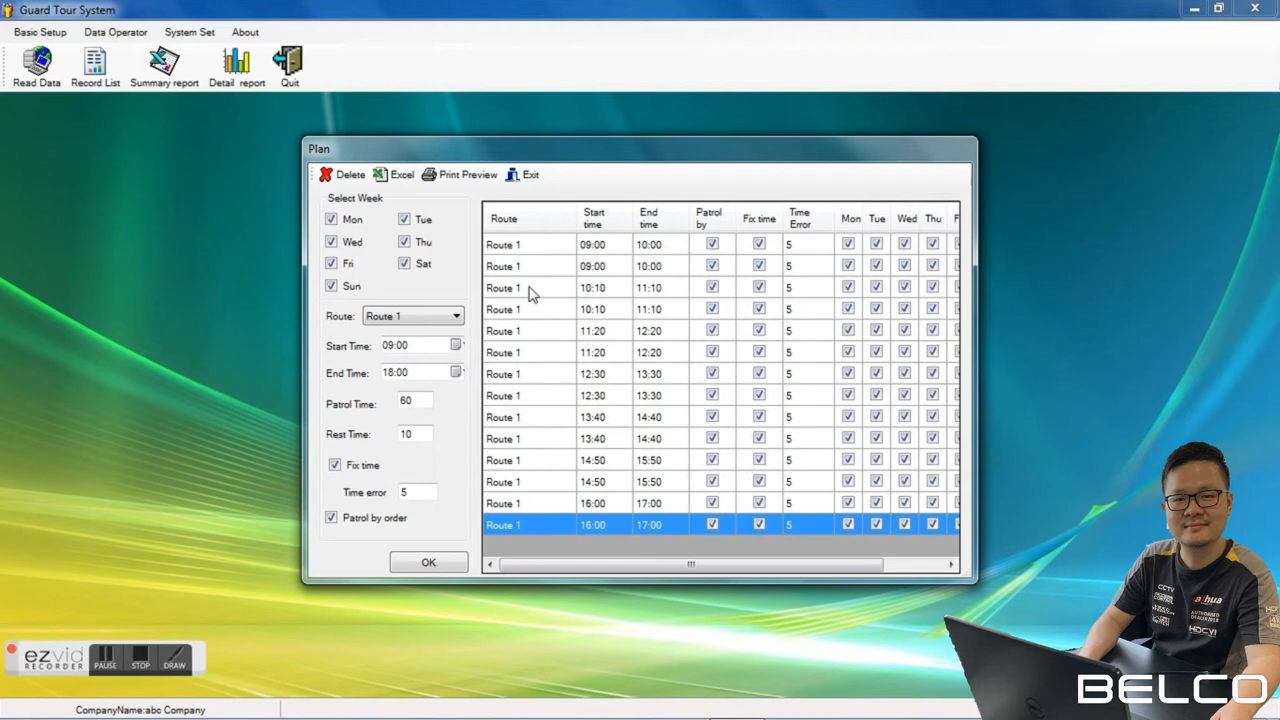 Guard Tour System
Basic Setup Data Operator System Set About
Read Data Record List Summary report Detail report Quit
Plan
Delete Excel Print Preview Exit
Select Week
Mon Tue
Wed Thu
Fri Sat
Sun
Route: Route 1
Start Time: 09:00
End Time: 18:00
Patrol Time: 60
Rest Time: 10
Fix time
Time error 5
Patrol by order
OK
Route Start time End time Patrol by Fix time Time Error Mon Tue Wed Thu F
Route 1 09:00 10:00 5
Route 1 09:00 10:00 5
Route 1 10:10 11:10 5
Route 1 10:10 11:10 5
Route 1 11:20 12:20 5
Route 1 11:20 12:20 5
Route 1 12:30 13:30 5
Route 1 12:30 13:30 5
Route 1 13:40 14:40 5
Route 1 13:40 14:40 5
Route 1 14:50 15:50 5
Route 1 14:50 15:50 5
Route 1 16:00 17:00 5
Route 1 16:00 17:00 5
ezvid
RECORDER
PAUSE STOP DRAW
CCTV
alhua
AUTHORISED
DEALER 2018
HDCVI
BELCO
CompanyName:abc Company